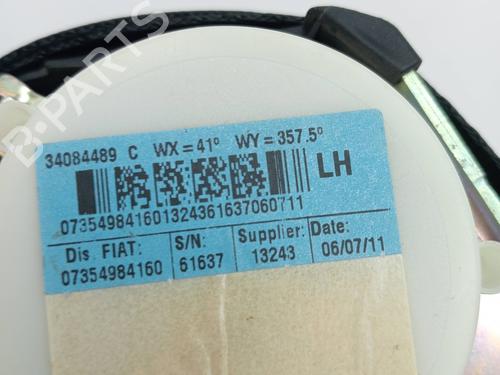 34084489 C WX=41° WY=357.5°
LH
07354984160132436163706071​1
Dis. FIAT: S/N: Supplier: Date:
07354984160 61637 13243 06/07/11
B-PARTS